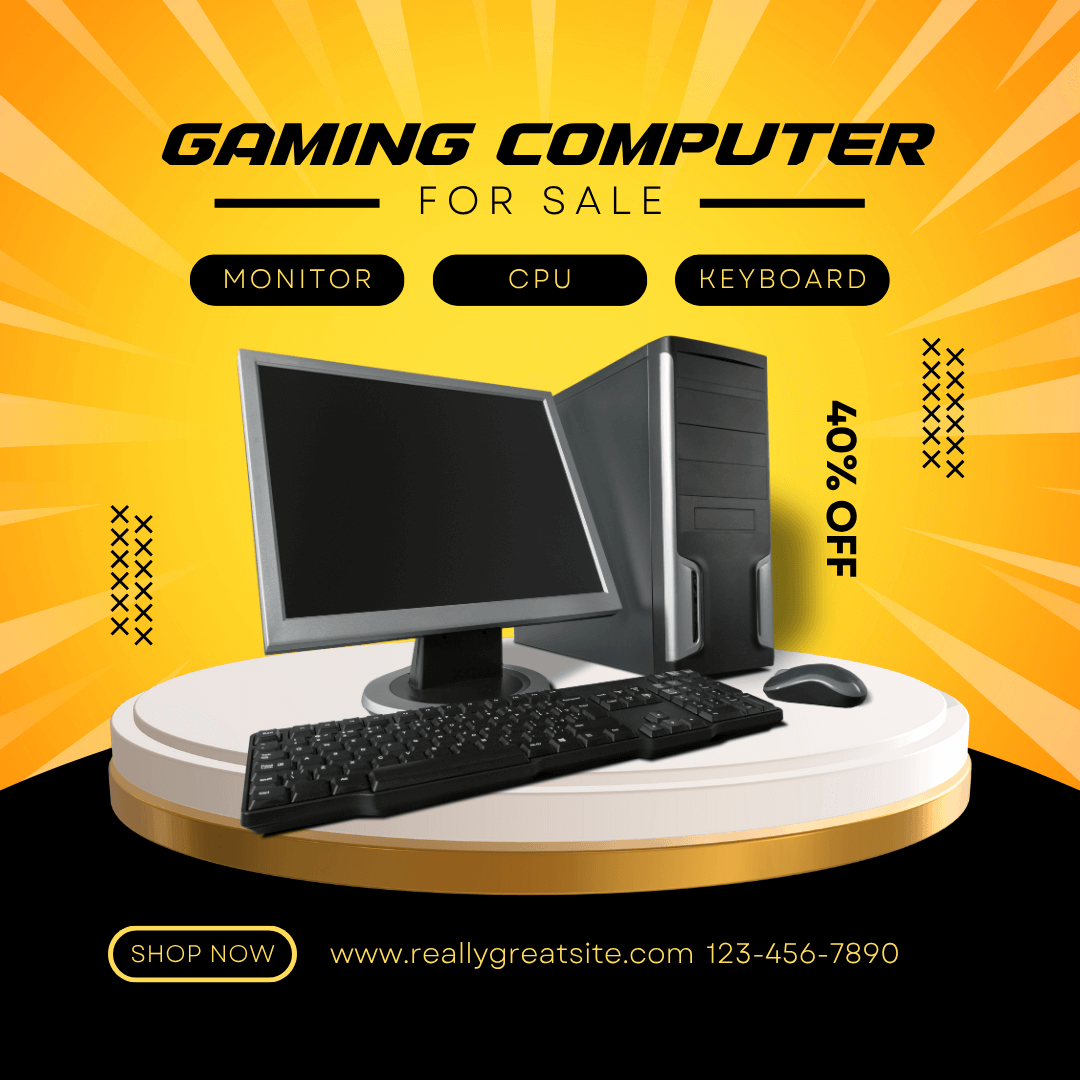 GAMING COMPUTER
FOR SALE
MONITOR CPU KEYBOARD
40% OFF
SHOP NOW www.reallygreatsite.com 123-456-7890